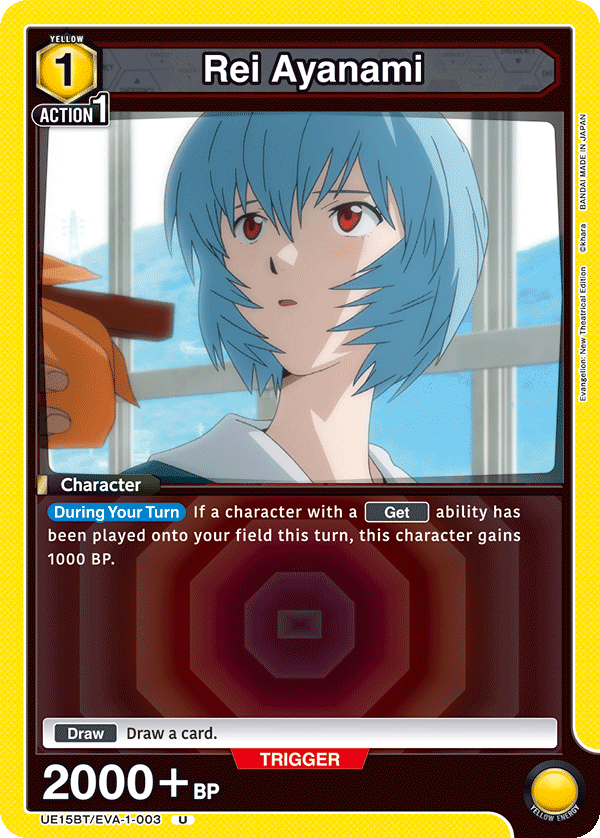 YELLOW
1
Rei Ayanami
ACTION 1
BANDAI MADE IN JAPAN
©khara
Evangelion: New Theatrical Edition
Character
During Your Turn If a character with a Get ability has
been played onto your field this turn, this character gains
1000 BP.
Draw Draw a card.
TRIGGER
2000+ BP
YELLOW ENERGY
UE15BT/EVA-1-003 U